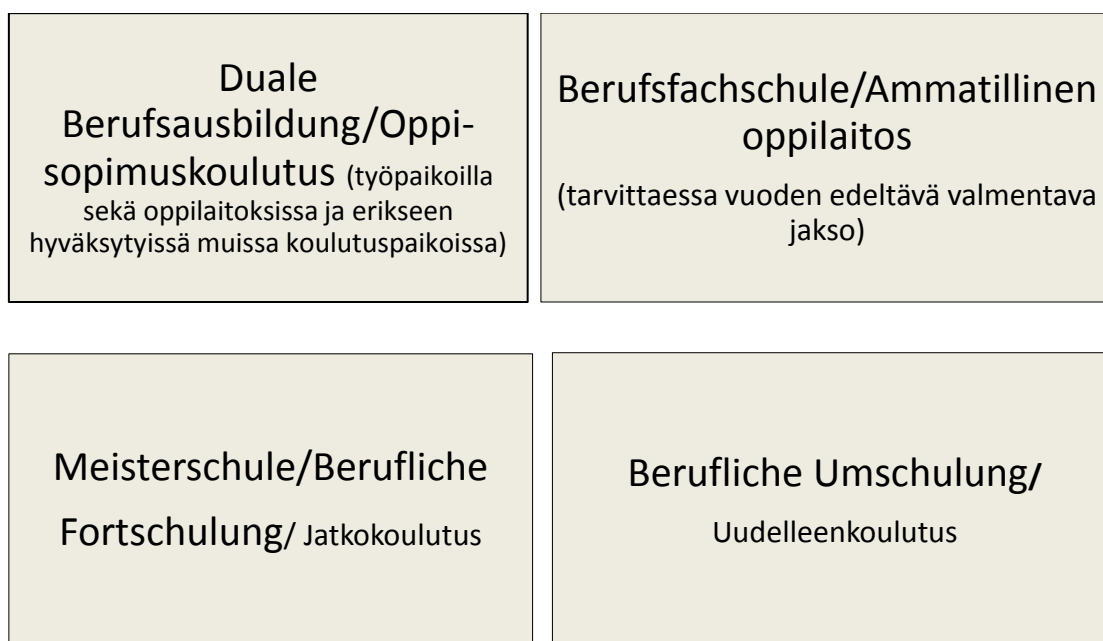 Duale
Berufsausbildung/Oppi-
sopimuskoulutus (työpaikoilla
sekä oppilaitoksissa ja erikseen
hyväksytyissä muissa koulutuspaikoissa)
Berufsfachschule/Ammatillinen
oppilaitos
(tarvittaessa vuoden edeltävä valmentava
jakso)
Meisterschule/Berufliche
Fortschulung/ Jatkokoulutus
Berufliche Umschulung/
Uudelleenkoulutus